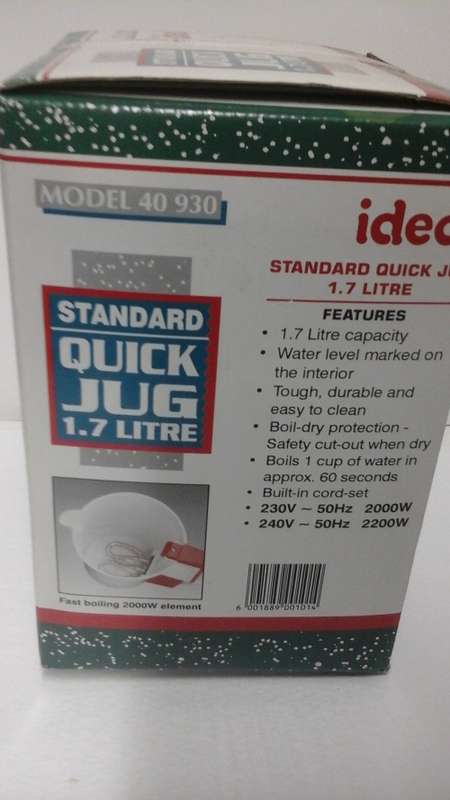 MODEL 40 930
STANDARD
QUICK
JUG
1.7 LITRE
Fast boiling 2000W element
STANDARD QUICK
1.7 LITRE
FEATURES
• 1.7 Litre capacity
• Water level marked on
the interior
• Tough, durable and
easy to clean
• Boil-dry protection -
Safety cut-out when dry
• Boils 1 cup of water in
approx. 60 seconds
• Built-in cord-set
• 230V ~ 50Hz 2000W
• 240V ~ 50Hz 2200W
6 001889 001014